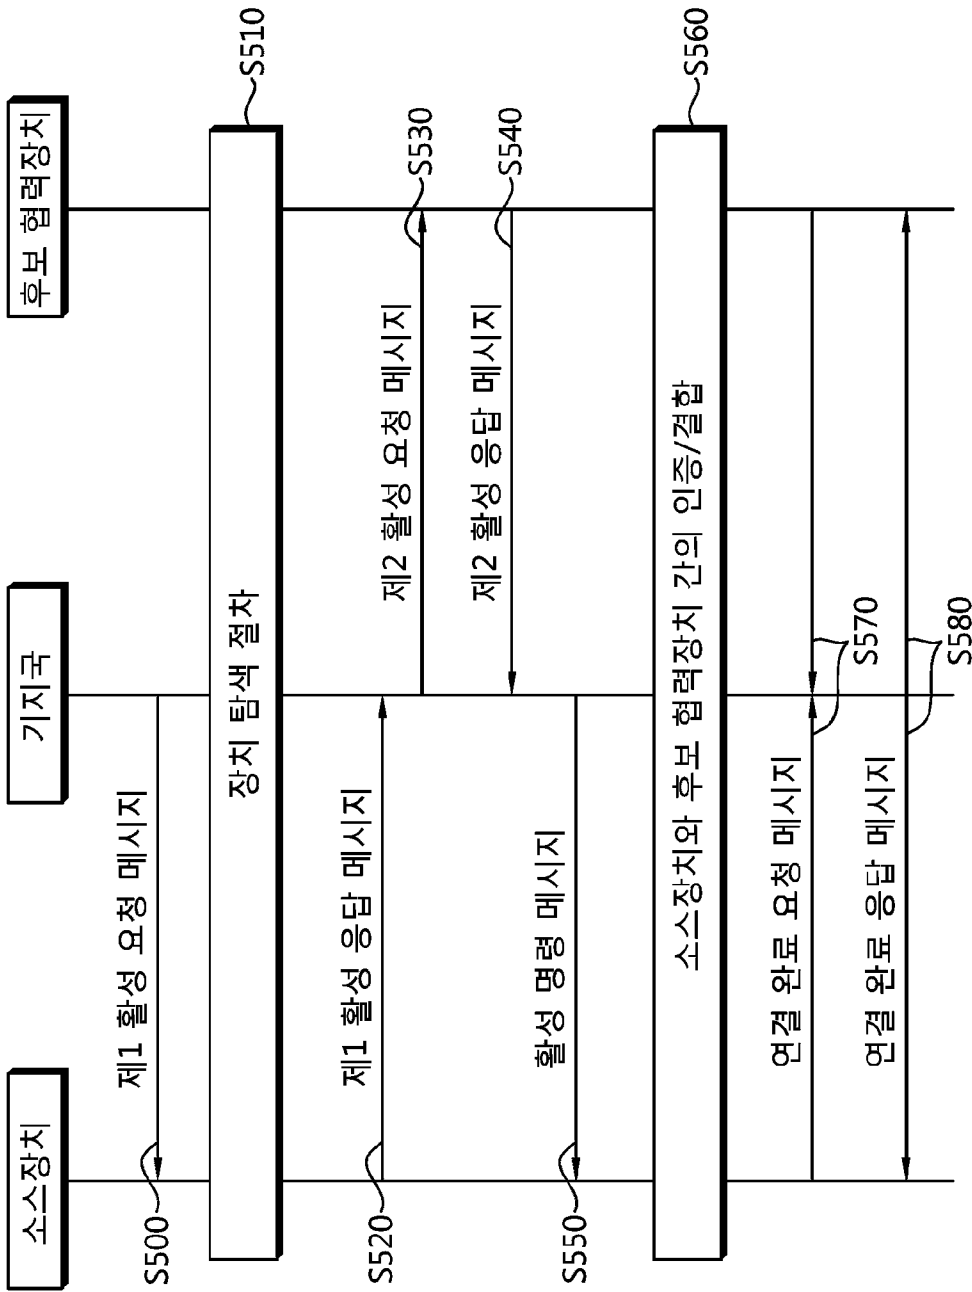 소스장치
기지국
후보 협력장치
제1 활성 요청 메시지
S500
장치 탐색 절차
S510
제1 활성 응답 메시지
S520
제2 활성 요청 메시지
S530
제2 활성 응답 메시지
S540
활성 명령 메시지
S550
소스장치와 후보 협력장치 간의 인증/결합
S560
연결 완료 요청 메시지
S570
연결 완료 응답 메시지
S580